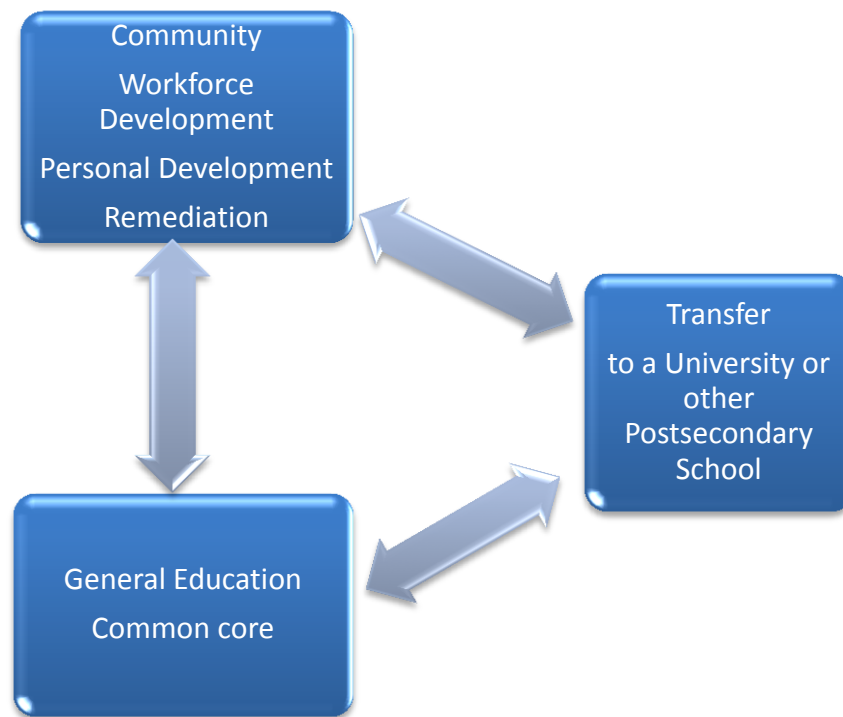 Community
Workforce
Development
Personal Development
Remediation
Transfer
to a University or
other
Postsecondary
School
General Education
Common core